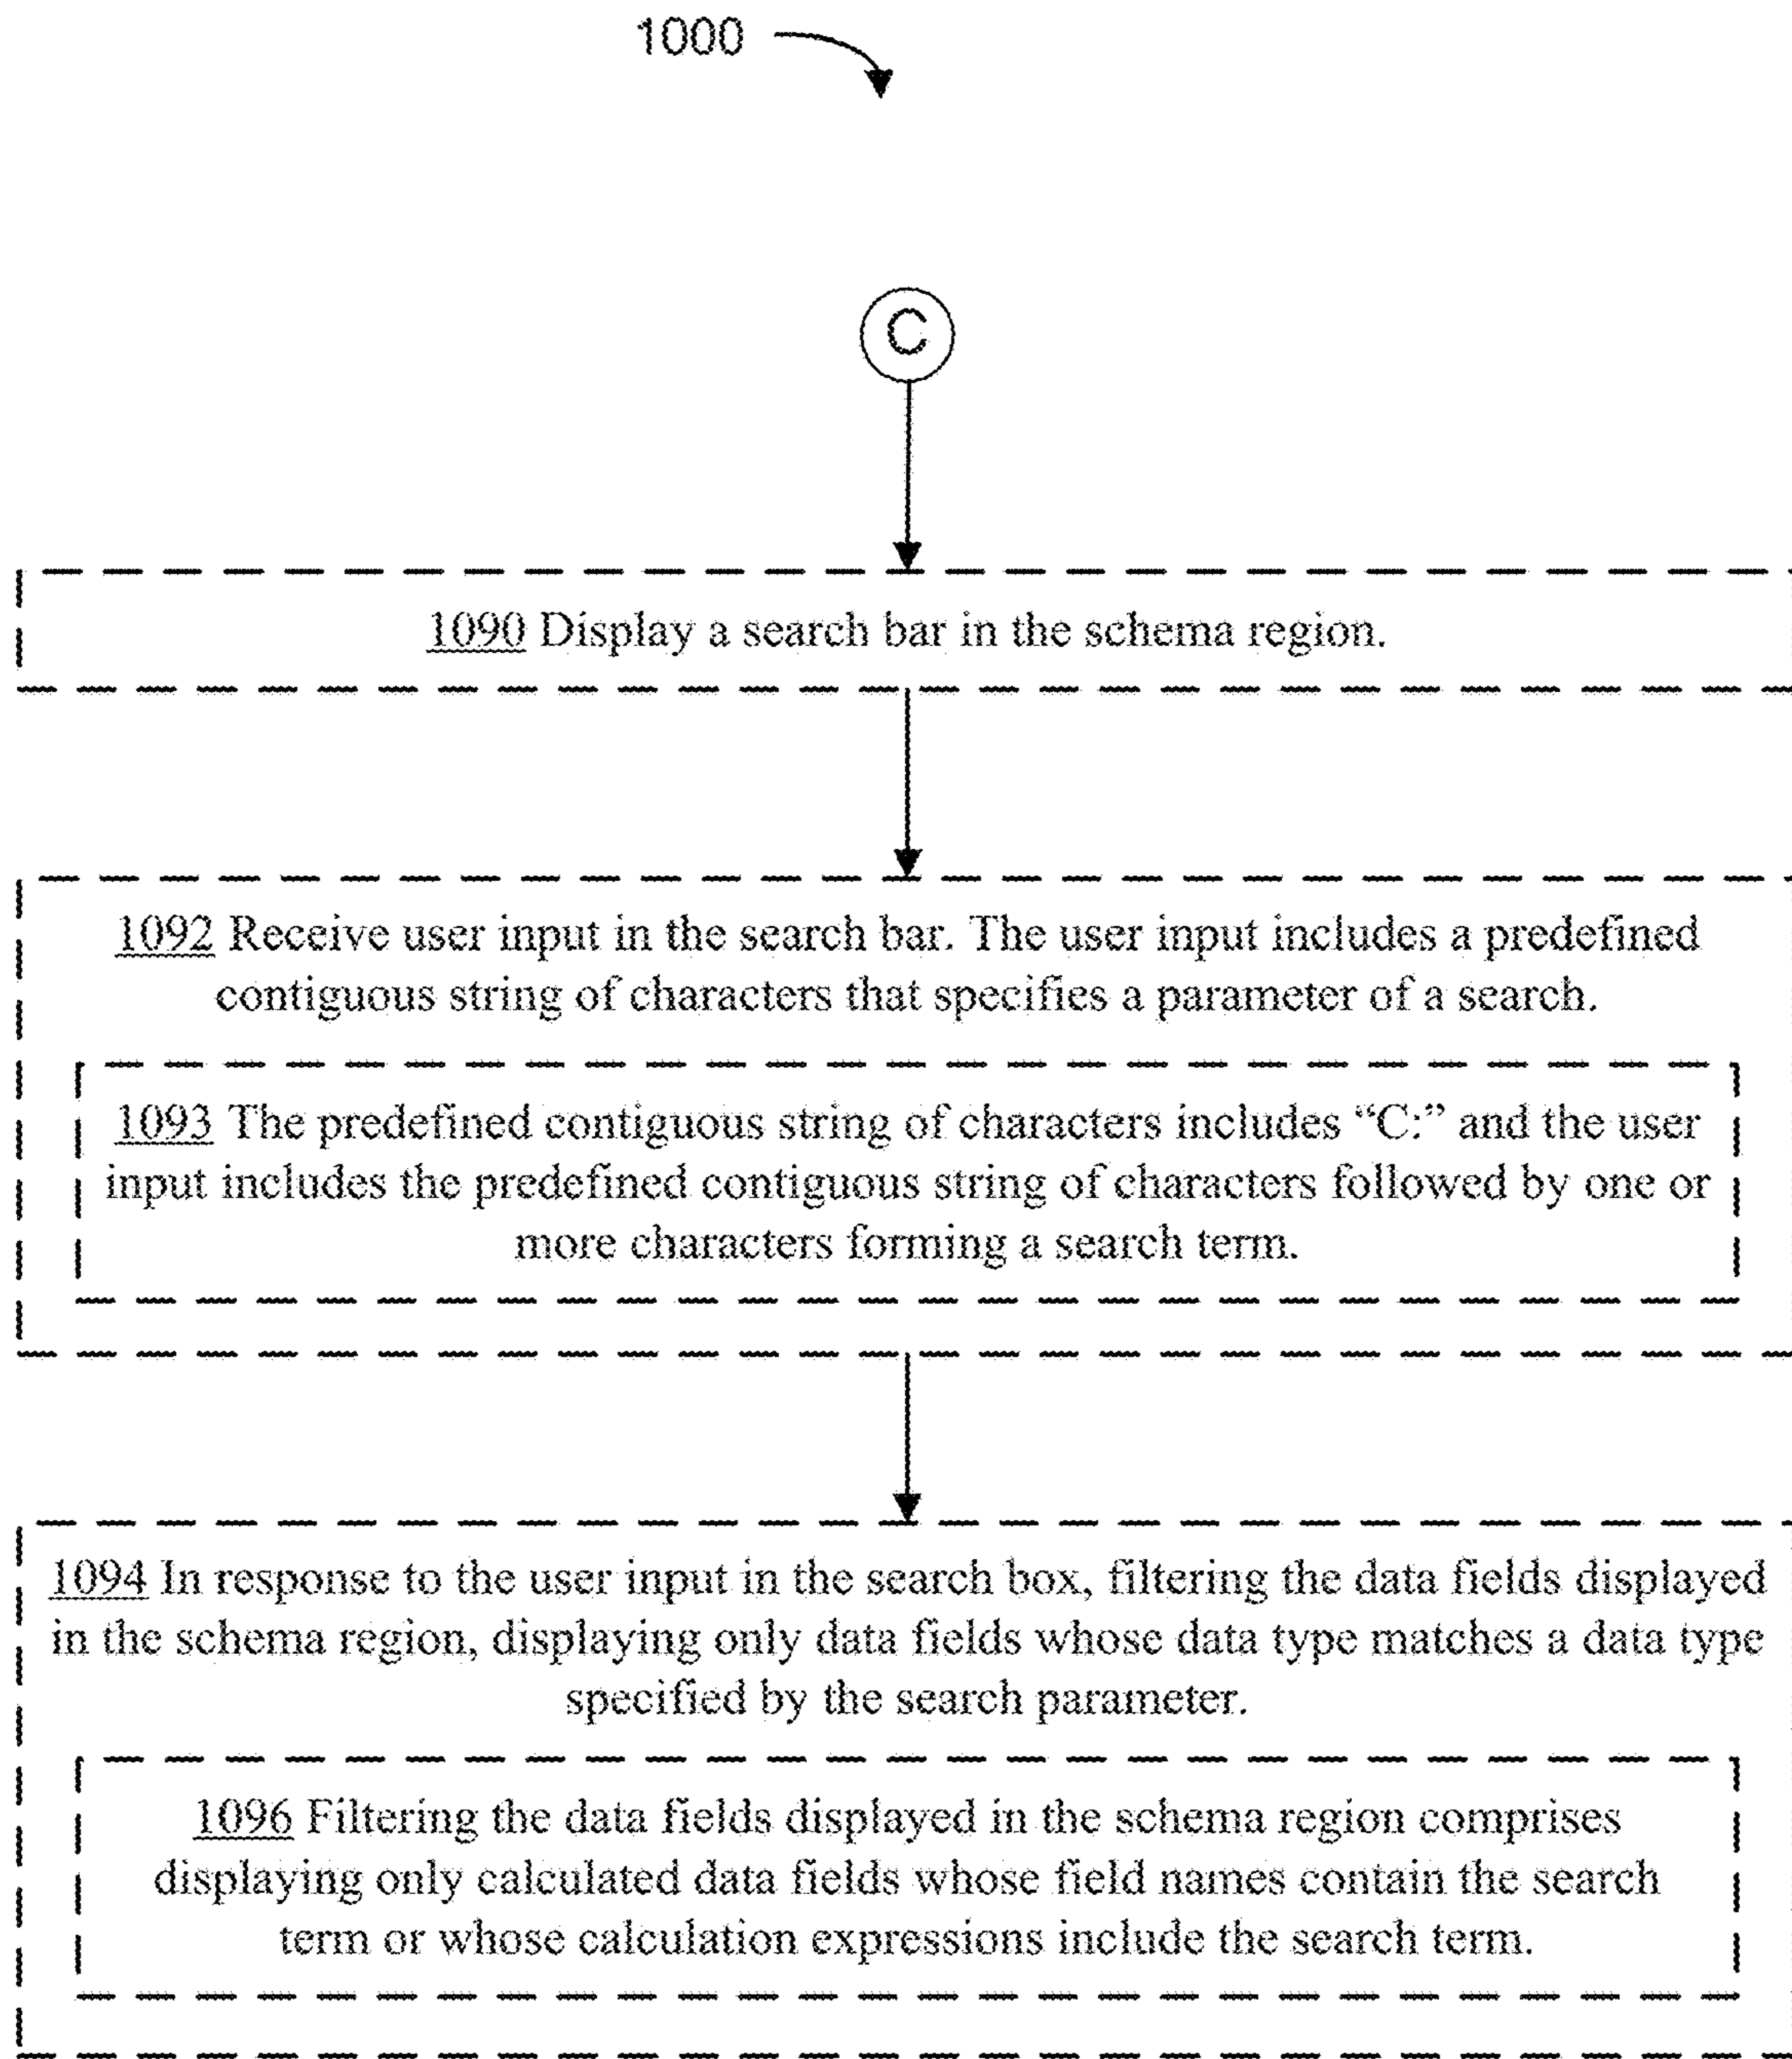 1000
C
1090 Display a search bar in the schema region.
1092 Receive user input in the search bar. The user input includes a predefined
contiguous string of characters that specifies a parameter of a search.
1093 The predefined contiguous string of characters includes “C:” and the user
input includes the predefined contiguous string of characters followed by one or
more characters forming a search term.
1094 In response to the user input in the search box, filtering the data fields displayed
in the schema region, displaying only data fields whose data type matches a data type
specified by the search parameter.
1096 Filtering the data fields displayed in the schema region comprises
displaying only calculated data fields whose field names contain the search
term or whose calculation expressions include the search term.